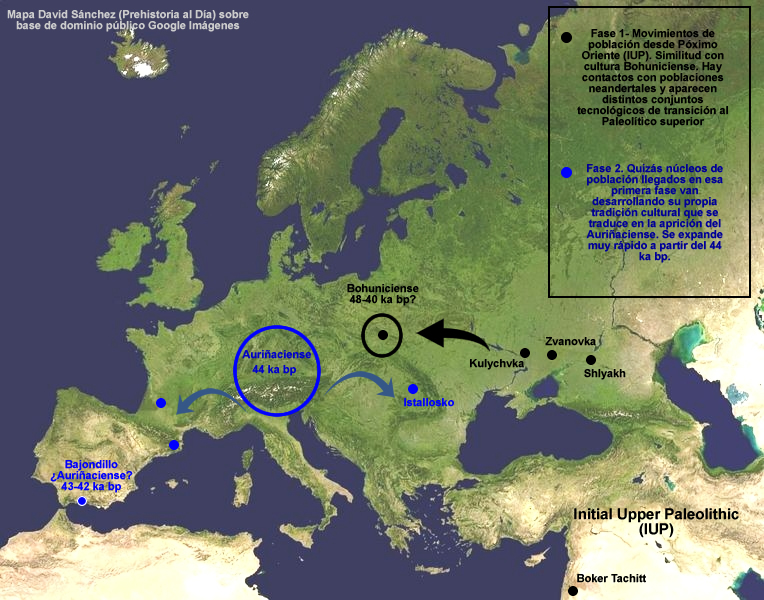 Mapa David Sánchez (Prehistoria al Día) sobre
base de dominio público Google Imágenes
Fase 1- Movimientos de
población desde Póximo
Oriente (IUP). Similitud con
cultura Bohuniciense. Hay
contactos con poblaciones
neandertales y aparecen
distintos conjuntos
tecnológicos de transición al
Paleolítico superior
Fase 2. Quizás núcleos de
población llegados en esa
primera fase van
desarrollando su propia
tradición cultural que se
traduce en la aprición del
Auriñaciense. Se expande
muy rápido a partir del 44
ka bp.
Bohuniciense
48-40 ka bp?
Zvanovka
Kulychvka
Shlyakh
Auriñaciense
44 ka bp
Istallosko
Bajondillo
¿Auriñaciense?
43-42 ka bp
Initial Upper Paleolithic
(IUP)
Boker Tachitt